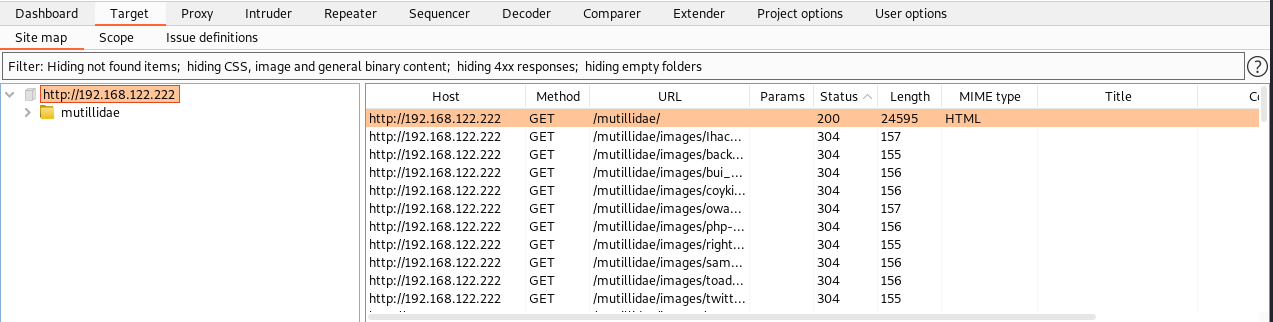 Dashboard Target Proxy Intruder Repeater Sequencer Decoder Comparer Extender Project options User options
Site map Scope Issue definitions
Filter: Hiding not found items; hiding CSS, image and general binary content; hiding 4xx responses; hiding empty folders ?
http://192.168.122.222
mutillidae
Host Method URL Params Status Length MIME type Title Co
http://192.168.122.222 GET /mutillidae/ 200 24595 HTML
http://192.168.122.222 GET /mutillidae/images/Ihac... 304 157
http://192.168.122.222 GET /mutillidae/images/back... 304 155
http://192.168.122.222 GET /mutillidae/images/bui_... 304 156
http://192.168.122.222 GET /mutillidae/images/coyki... 304 156
http://192.168.122.222 GET /mutillidae/images/owa... 304 157
http://192.168.122.222 GET /mutillidae/images/php-... 304 156
http://192.168.122.222 GET /mutillidae/images/right... 304 155
http://192.168.122.222 GET /mutillidae/images/sam... 304 156
http://192.168.122.222 GET /mutillidae/images/toad... 304 156
http://192.168.122.222 GET /mutillidae/images/twitt... 304 155